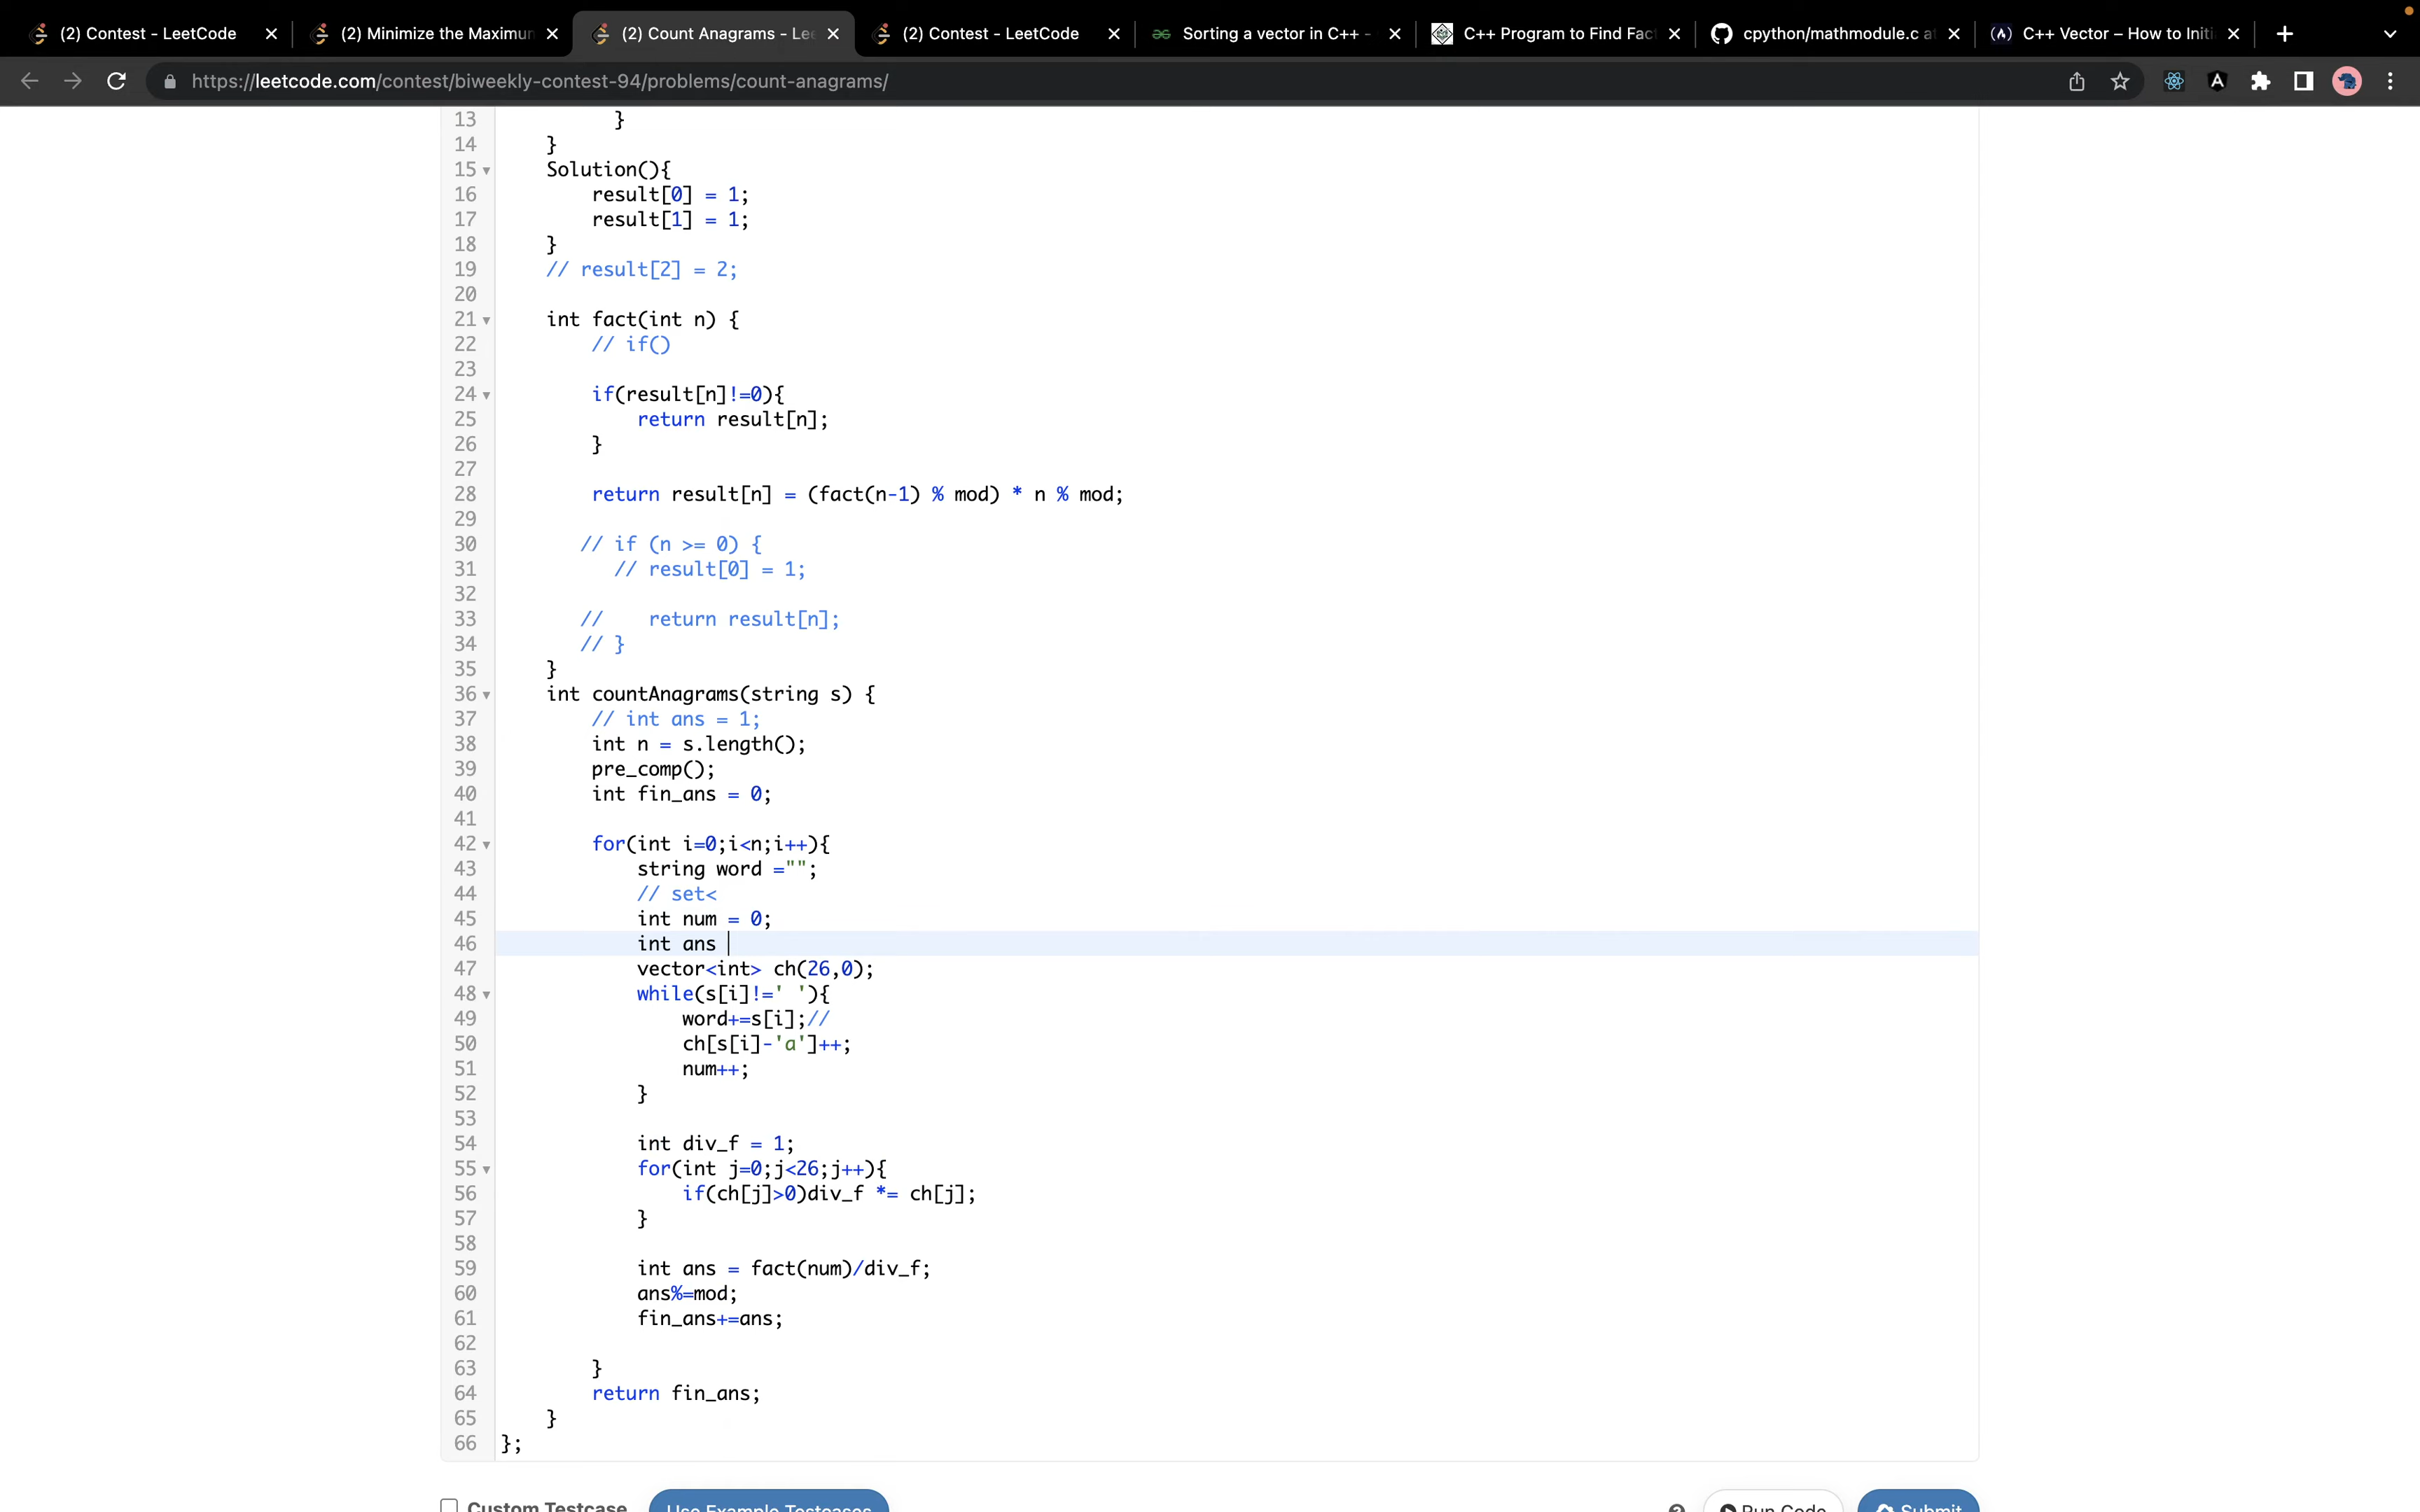 (2) Contest - LeetCode
(2) Minimize the Maximun
(2) Count Anagrams - Lee
(2) Contest - LeetCode
Sorting a vector in C++ -
C++ Program to Find Fac
cpython/mathmodule.c a
C++ Vector – How to Initi
https://leetcode.com/contest/biweekly-contest-94/problems/count-anagrams/
13 }
14 }
15 Solution(){
16 result[0] = 1;
17 result[1] = 1;
18 }
19 // result[2] = 2;
20
21 int fact(int n) {
22 // if()
23
24 if(result[n]!=0){
25 return result[n];
26 }
27
28 return result[n] = (fact(n-1) % mod) * n % mod;
29
30 // if (n >= 0) {
31 // result[0] = 1;
32
33 // return result[n];
34 // }
35 }
36 int countAnagrams(string s) {
37 // int ans = 1;
38 int n = s.length();
39 pre_comp();
40 int fin_ans = 0;
41
42 for(int i=0;i<n;i++){
43 string word ="";
44 // set<
45 int num = 0;
46 int ans
47 vector<int> ch(26,0);
48 while(s[i]!=' '){
49 word+=s[i];//
50 ch[s[i]-'a']++;
51 num++;
52 }
53
54 int div_f = 1;
55 for(int j=0;j<26;j++){
56 if(ch[j]>0)div_f *= ch[j];
57 }
58
59 int ans = fact(num)/div_f;
60 ans%=mod;
61 fin_ans+=ans;
62
63 }
64 return fin_ans;
65 }
66 };
Custom Testcase
Use Example Testcases
? Run Code
Submit